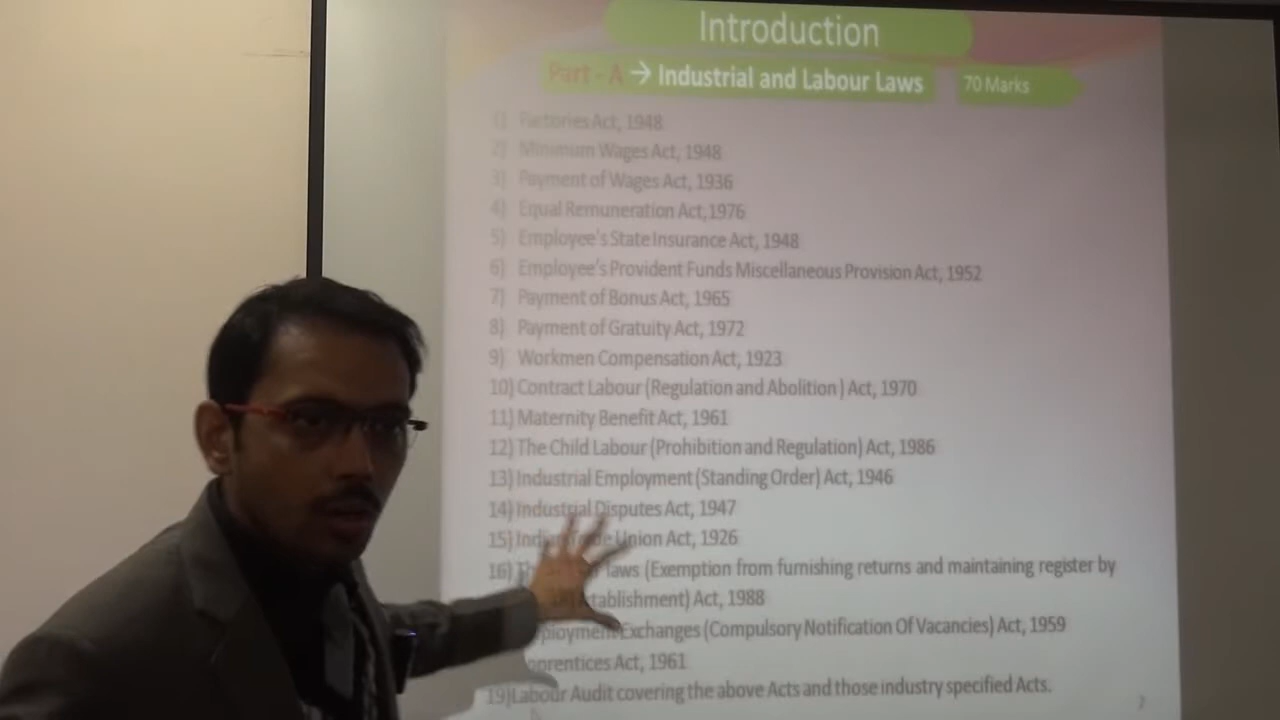 Introduction
Part - A → Industrial and Labour Laws 70 Marks
1) Factories Act, 1948
2) Minimum Wages Act, 1948
3) Payment of Wages Act, 1936
4) Equal Remuneration Act,1976
5) Employee's State Insurance Act, 1948
6) Employee's Provident Funds Miscellaneous Provision Act, 1952
7) Payment of Bonus Act, 1965
8) Payment of Gratuity Act, 1972
9) Workmen Compensation Act, 1923
10) Contract Labour (Regulation and Abolition) Act, 1970
11) Maternity Benefit Act, 1961
12) The Child Labour (Prohibition and Regulation) Act, 1986
13) Industrial Employment (Standing Order) Act, 1946
14) Industrial Disputes Act, 1947
15) Indian Trade Union Act, 1926
16) laws (Exemption from furnishing returns and maintaining register by
Act, 1988
Exchanges (Compulsory Notification Of Vacancies) Act, 1959
Act, 1961
19)Labour Audit covering the above Acts and those industry specified Acts.
7